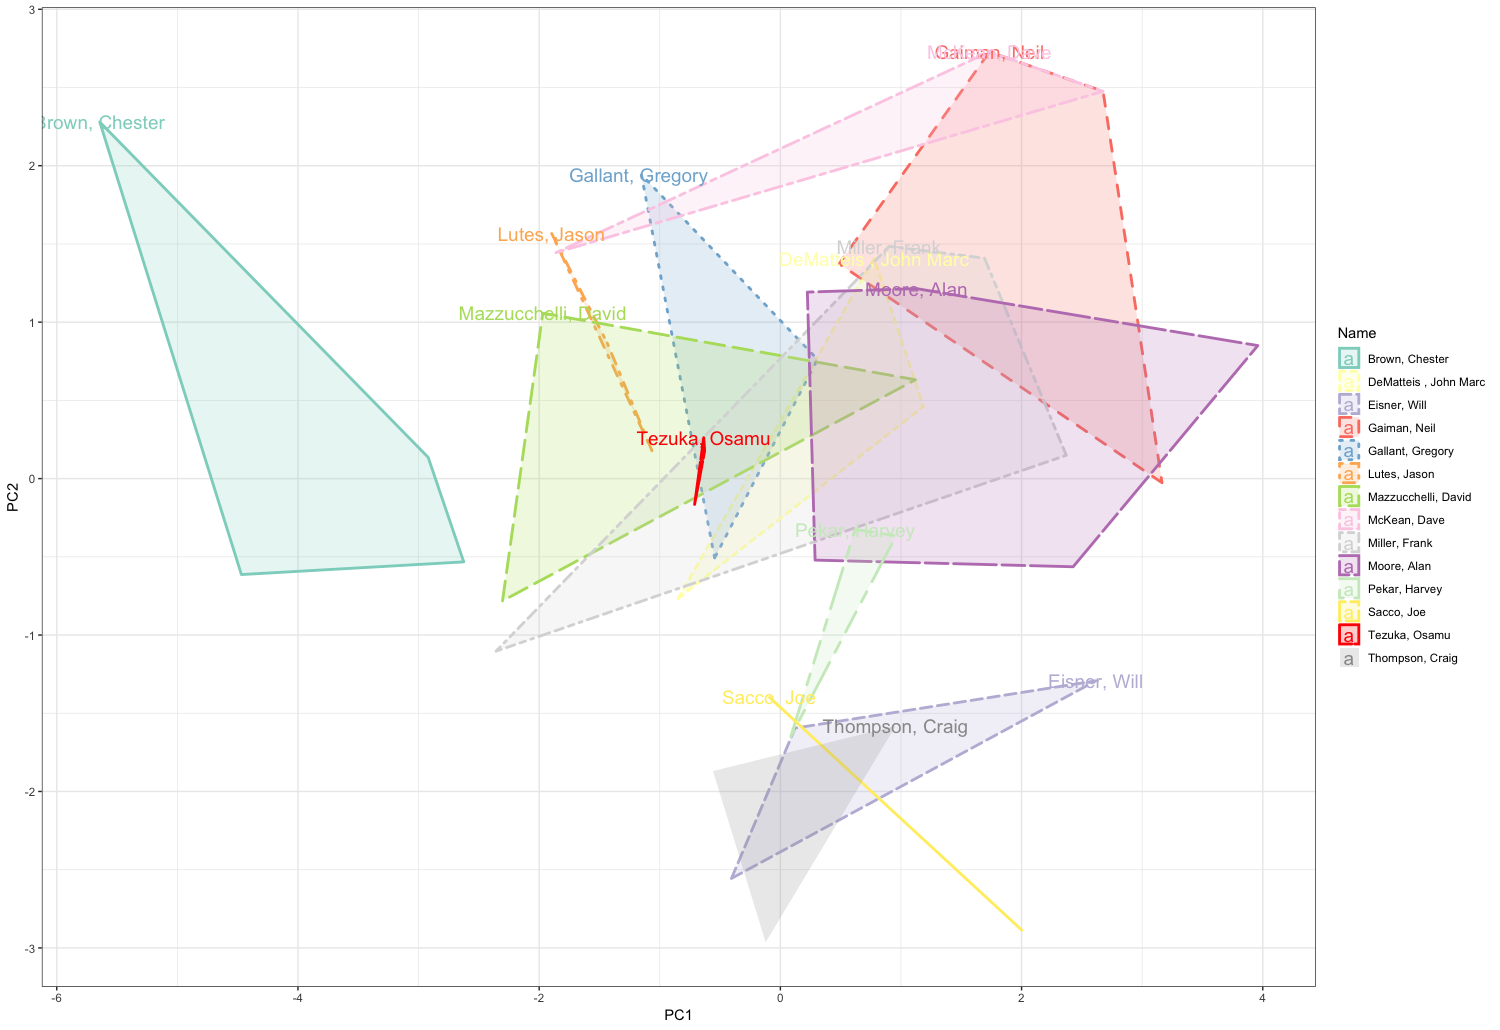 3
2
1
0
-1
-2
-3
PC2
Gaiman, Neil
McKean, Dave
Brown, Chester
Gallant, Gregory
Lutes, Jason
Miller, Frank
DeMatteis , John Marc
Moore, Alan
Mazzucchelli, David
Tezuka, Osamu
Pekar, Harvey
Eisner, Will
Sacco, Joe
Thompson, Craig
-6
-4
-2
0
2
4
PC1
Name
a Brown, Chester
a DeMatteis , John Marc
a Eisner, Will
a Gaiman, Neil
a Gallant, Gregory
a Lutes, Jason
a Mazzucchelli, David
a McKean, Dave
a Miller, Frank
a Moore, Alan
a Pekar, Harvey
a Sacco, Joe
a Tezuka, Osamu
a Thompson, Craig